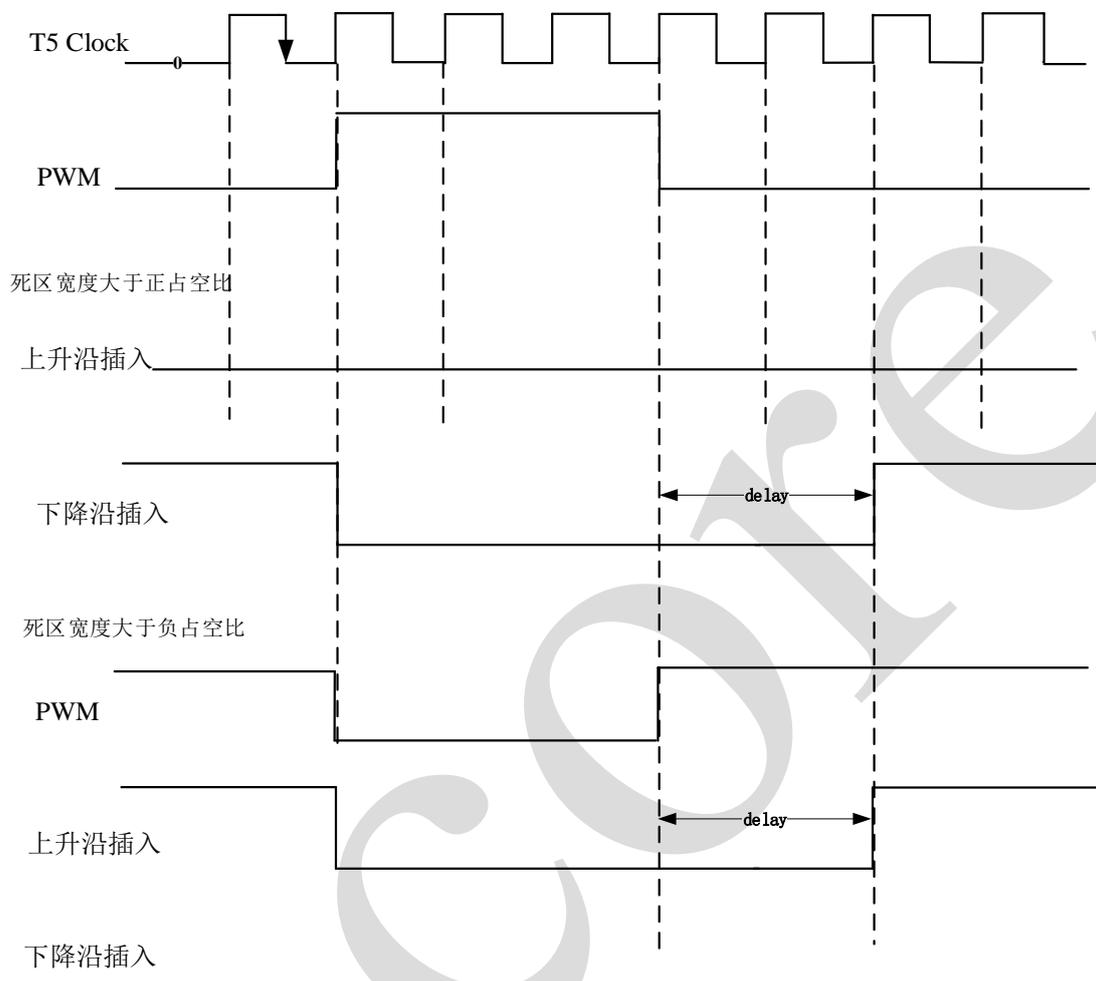 T5 Clock
0
PWM
死区宽度大于正占空比
上升沿插入
delay
下降沿插入
死区宽度大于负占空比
PWM
delay
上升沿插入
下降沿插入
core